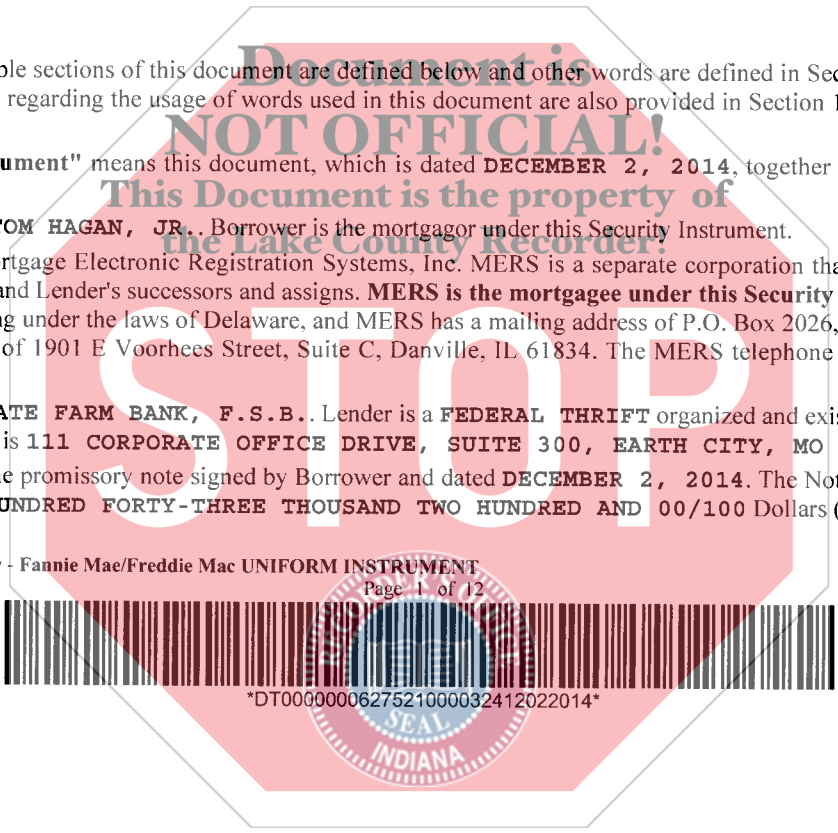 Document is
ble sections of this document are defined below and other words are defined in Sec
regarding the usage of words used in this document are also provided in Section 1
NOT OFFICIAL!
ument" means this document, which is dated DECEMBER 2, 2014, together
This Document is the property of
TOM HAGAN, JR.. Borrower is the mortgagor under this Security Instrument.
the Lake County Recorder!
rtgage Electronic Registration Systems, Inc. MERS is a separate corporation tha
and Lender's successors and assigns. MERS is the mortgagee under this Security
ng under the laws of Delaware, and MERS has a mailing address of P.O. Box 2026,
of 1901 E Voorhees Street, Suite C, Danville, IL 61834. The MERS telephone
STOP
ATE FARM BANK, F.S.B.. Lender is a FEDERAL THRIFT organized and exis
is 111 CORPORATE OFFICE DRIVE, SUITE 300, EARTH CITY, MO
e promissory note signed by Borrower and dated DECEMBER 2, 2014. The Not
UNDRED FORTY-THREE THOUSAND TWO HUNDRED AND 00/100 Dollars (
- Fannie Mae/Freddie Mac UNIFORM INSTRUMENT
Page 1 of 12
RECORDER'S OFFICE
*DT0000000627521000032412022014*
SEAL
INDIANA